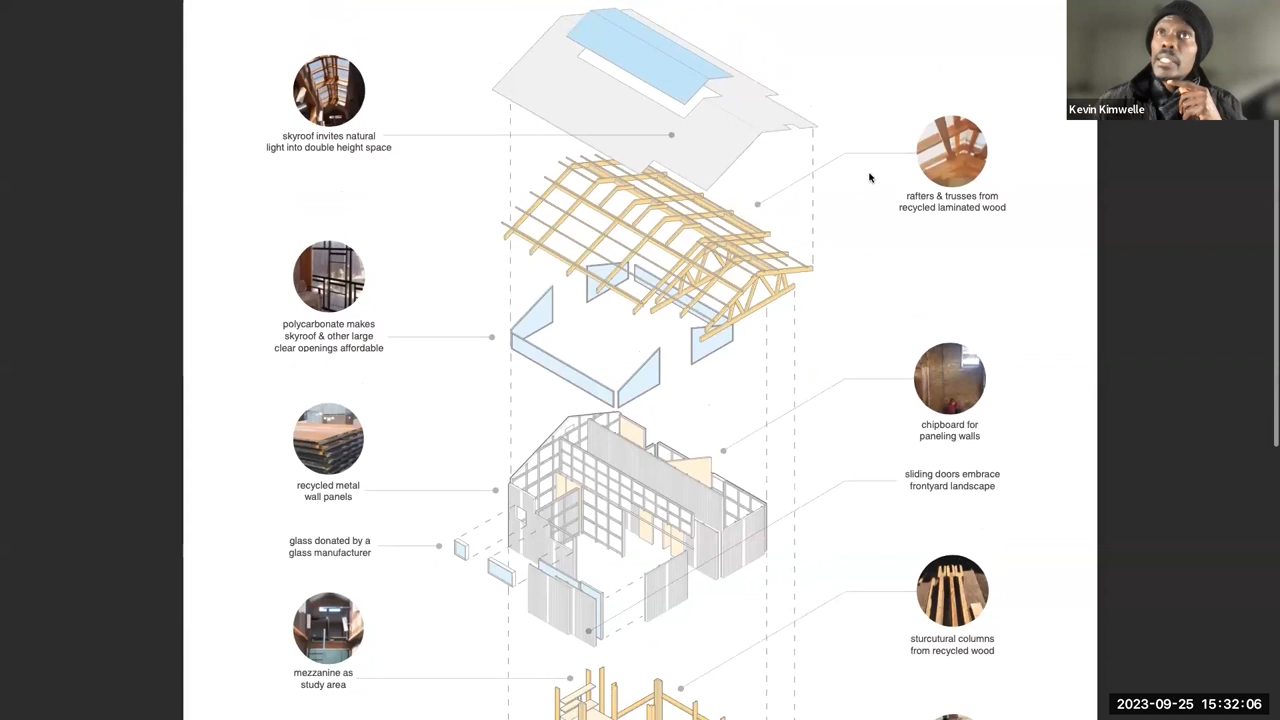 Kevin Kimwelle
skyroof invites natural
light into double height space
rafters & trusses from
recycled laminated wood
polycarbonate makes
skyroof & other large
clear openings affordable
chipboard for
paneling walls
recycled metal
wall panels
sliding doors embrace
frontyard landscape
glass donated by a
glass manufacturer
sturcutural columns
from recycled wood
mezzanine as
study area
2023-09-25 15:32:06